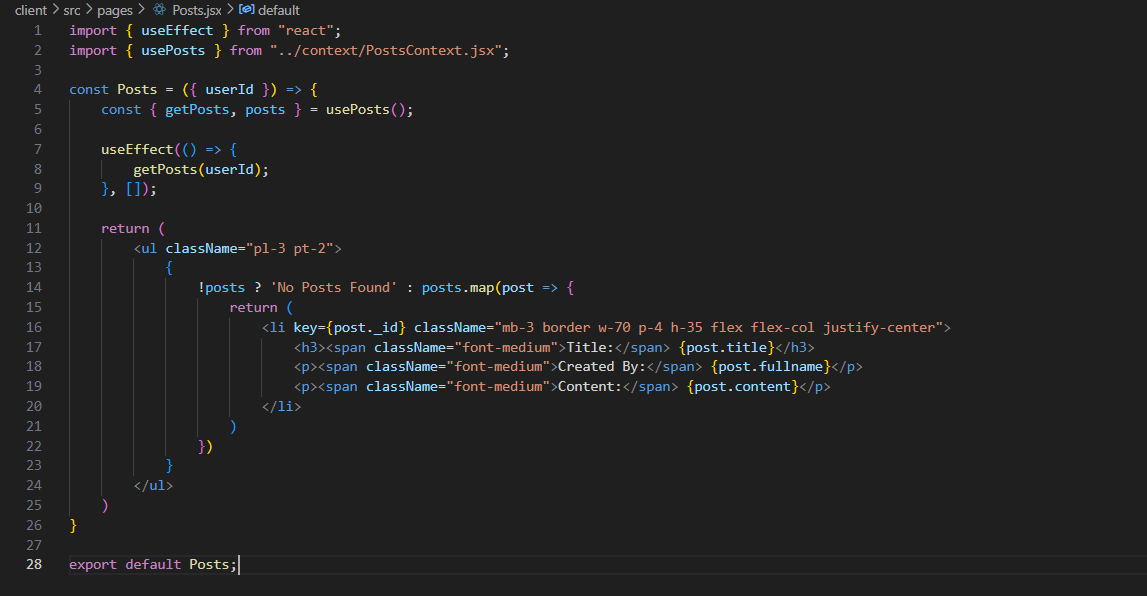 client > src > pages > Posts.jsx > default
1 import { useEffect } from "react";
2 import { usePosts } from "../context/PostsContext.jsx";
3
4 const Posts = ({ userId }) => {
5     const { getPosts, posts } = usePosts();
6
7     useEffect(() => {
8         getPosts(userId);
9     }, []);
10
11     return (
12         <ul className="pl-3 pt-2">
13             {
14                 !posts ? 'No Posts Found' : posts.map(post => {
15                     return (
16                         <li key={post._id} className="mb-3 border w-70 p-4 h-35 flex flex-col justify-center">
17                             <h3><span className="font-medium">Title:</span> {post.title}</h3>
18                             <p><span className="font-medium">Created By:</span> {post.fullname}</p>
19                             <p><span className="font-medium">Content:</span> {post.content}</p>
20                         </li>
21                     )
22                 })
23             }
24         </ul>
25     )
26 }
27
28 export default Posts;